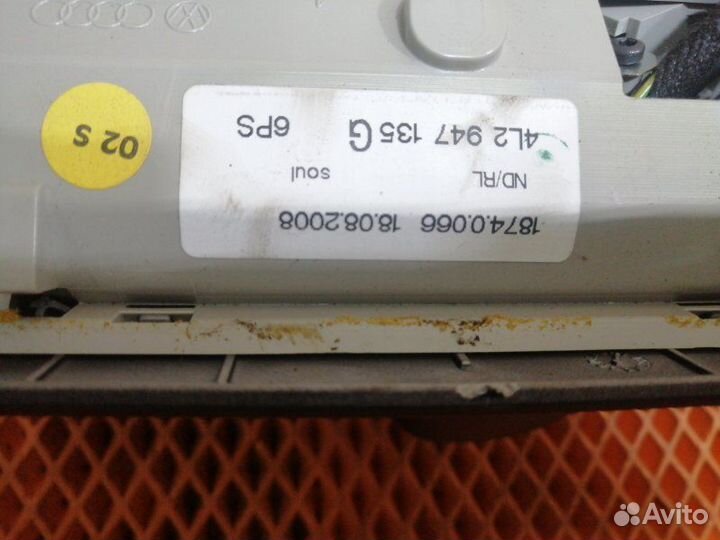 4L2 947 135 G 6PS
ND/RL soul
1874.0.066 18.08.2008
02 S
Avito